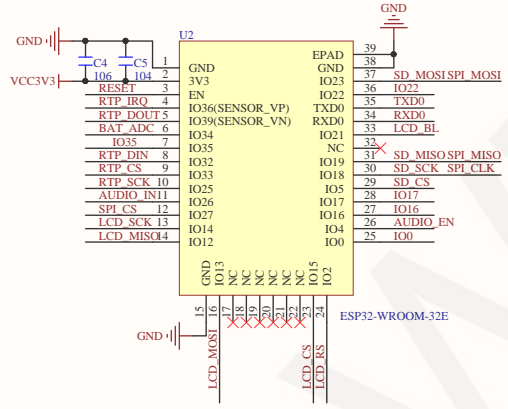 GND
U2
GND
C4
C5
106
104
VCC3V3
1 GND
2 3V3
RESET 3 EN
RTP_IRQ 4 IO36(SENSOR_VP)
RTP_DOUT 5 IO39(SENSOR_VN)
BAT_ADC 6 IO34
IO35 7 IO35
RTP_DIN 8 IO32
RTP_CS 9 IO33
RTP_SCK 10 IO25
AUDIO_IN 11 IO26
SPI_CS 12 IO27
LCD_SCK 13 IO14
LCD_MISO 14 IO12
EPAD 39
GND 38
IO23 37 SD_MOSI SPI_MOSI
IO22 36 IO22
TXD0 35 TXD0
RXD0 34 RXD0
IO21 33 LCD_BL
NC 32
IO19 31 SD_MISO SPI_MISO
IO18 30 SD_SCK SPI_CLK
IO5 29 SD_CS
IO17 28 IO17
IO16 27 IO16
IO4 26 AUDIO_EN
IO0 25 IO0
GND 15
IO13 16 LCD_MOSI
NC 17
NC 18
NC 19
NC 20
NC 21
NC 22
IO15 23 LCD_CS
IO2 24 LCD_RS
GND
ESP32-WROOM-32E